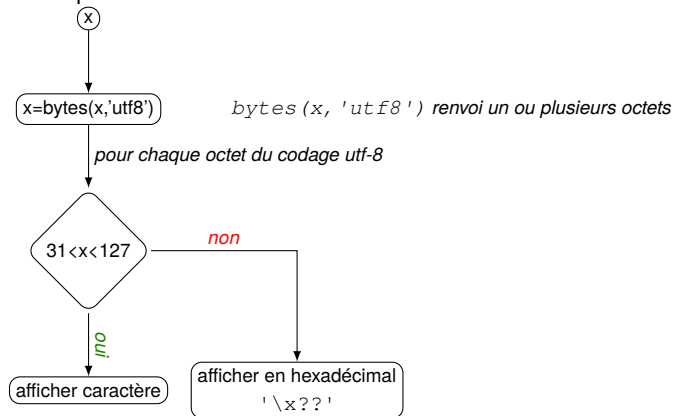 x
x=bytes(x,'utf8')
bytes(x,'utf8') renvoi un ou plusieurs octets
pour chaque octet du codage utf-8
31<x<127
non
oui
afficher caractère
afficher en hexadécimal
'\x??'